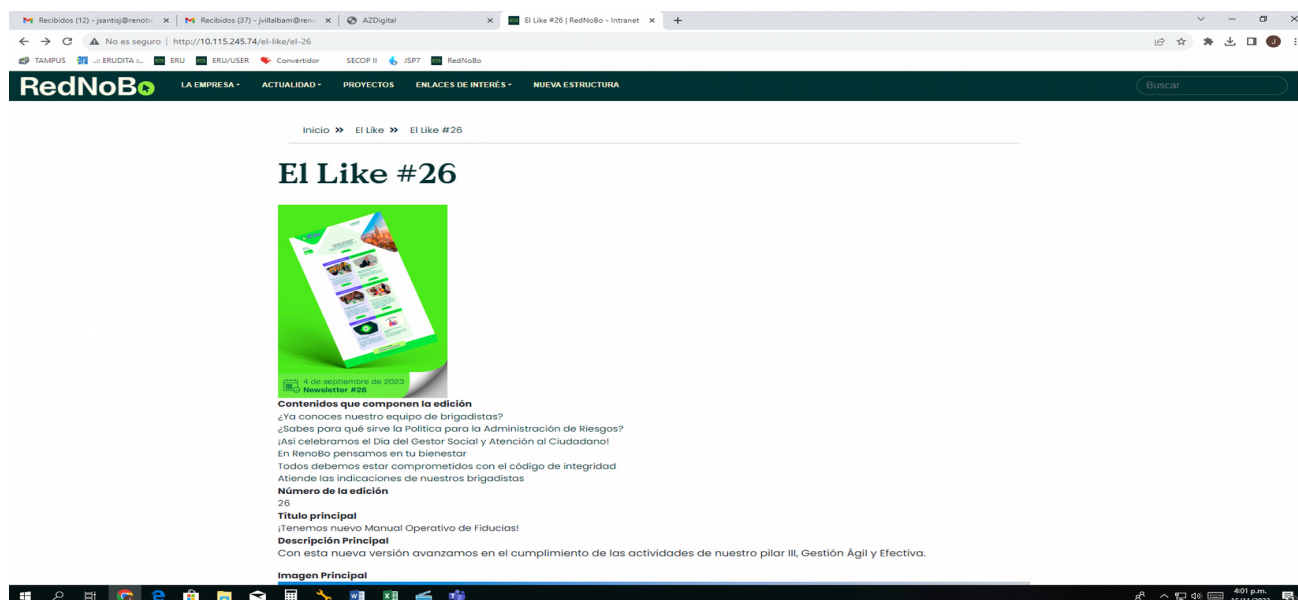 Recibidos (12) - jsantisj@renobo
Recibidos (37) - jvillalbam@reno
AZDigital
El Like #26 | RedNoBo - Intranet
No es seguro | http://10.115.245.74/el-like/el-26
TAMPUS
..:: ERUDITA ::..
ERU
ERU/USER
Convertidor
SECOP II
JSP7
RedNoBo
RedNoBo
LA EMPRESA
ACTUALIDAD
PROYECTOS
ENLACES DE INTERÉS
NUEVA ESTRUCTURA
Buscar
Inicio » El Like » El Like #26
El Like #26
4 de septiembre de 2023
Newsletter #26
Contenidos que componen la edición
¿Ya conoces nuestro equipo de brigadistas?
¿Sabes para qué sirve la Política para la Administración de Riesgos?
¡Así celebramos el Día del Gestor Social y Atención al Ciudadano!
En RenoBo pensamos en tu bienestar
Todos debemos estar comprometidos con el código de integridad
Atiende las indicaciones de nuestros brigadistas
Número de la edición
26
Título principal
¡Tenemos nuevo Manual Operativo de Fiducias!
Descripción Principal
Con esta nueva versión avanzamos en el cumplimiento de las actividades de nuestro pilar III, Gestión Ágil y Efectiva.
Imagen Principal
4:01 p.m.